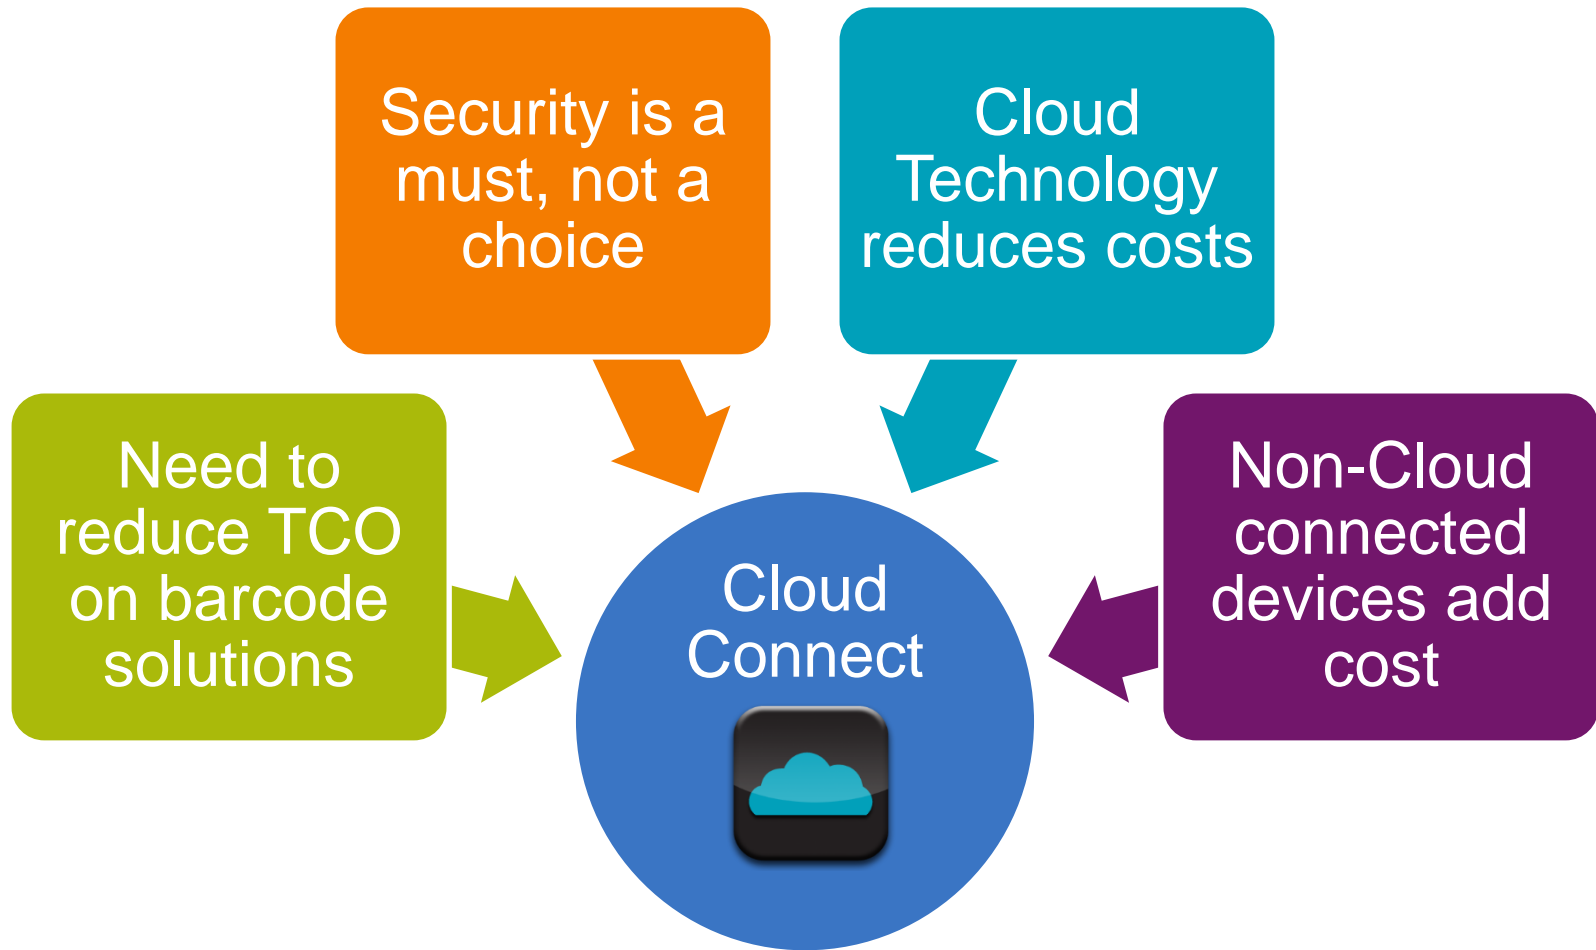 Security is a
must, not a
choice
Cloud
Technology
reduces costs
Need to
reduce TCO
on barcode
solutions
Non-Cloud
connected
devices add
cost
Cloud
Connect